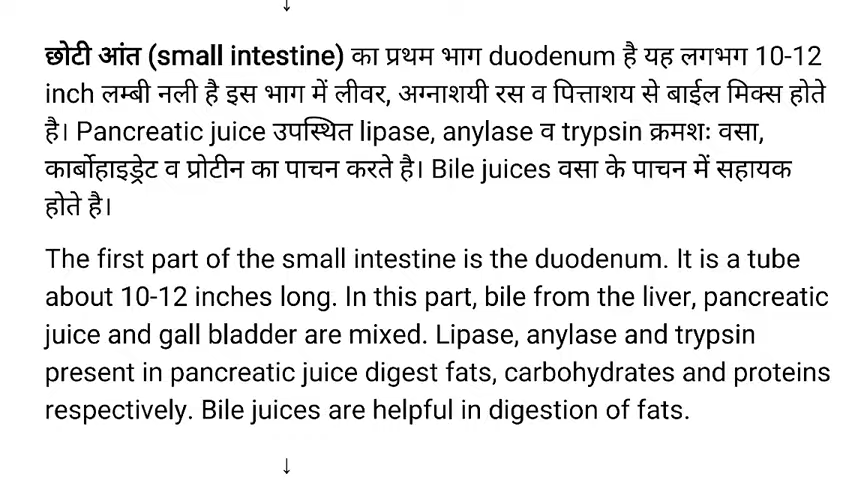 ↓
छोटी आंत (small intestine) का प्रथम भाग duodenum है यह लगभग 10-12
inch लम्बी नली है इस भाग में लीवर, अग्नाशयी रस व पित्ताशय से बाईल मिक्स होते
है। Pancreatic juice उपस्थित lipase, anylase व trypsin क्रमशः वसा,
कार्बोहाइड्रेट व प्रोटीन का पाचन करते है। Bile juices वसा के पाचन में सहायक
होते है।
The first part of the small intestine is the duodenum. It is a tube
about 10-12 inches long. In this part, bile from the liver, pancreatic
juice and gall bladder are mixed. Lipase, anylase and trypsin
present in pancreatic juice digest fats, carbohydrates and proteins
respectively. Bile juices are helpful in digestion of fats.
↓